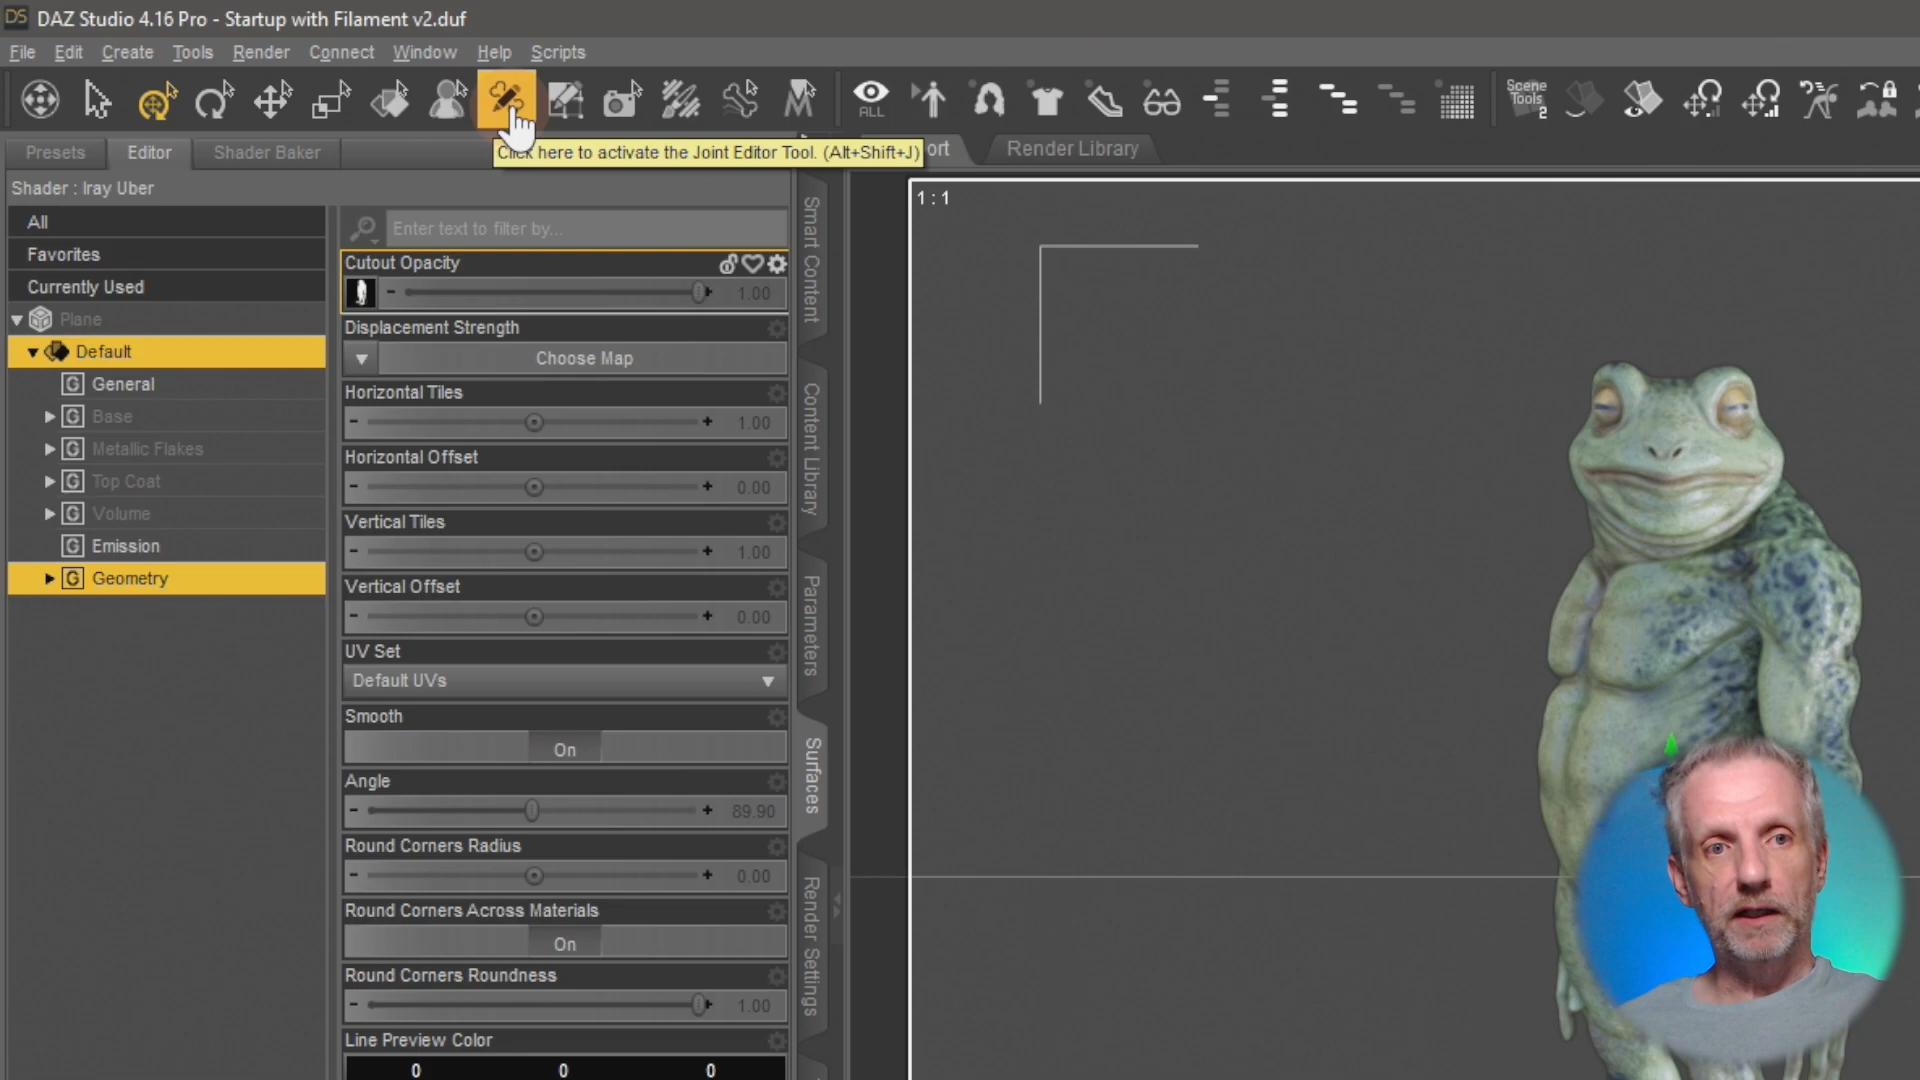 DS DAZ Studio 4.16 Pro - Startup with Filament v2.duf
File Edit Create Tools Render Connect Window Help Scripts
ALL
Scene
Tools
2
Presets Editor Shader Baker
Click here to activate the Joint Editor Tool. (Alt+Shift+J)
ort Render Library
Shader : Iray Uber
All
Favorites
Currently Used
Plane
Default
G General
G Base
G Metallic Flakes
G Top Coat
G Volume
G Emission
G Geometry
Enter text to filter by...
Cutout Opacity
- + 1.00
Displacement Strength
Choose Map
Horizontal Tiles
- + 1.00
Horizontal Offset
- + 0.00
Vertical Tiles
- + 1.00
Vertical Offset
- + 0.00
UV Set
Default UVs
Smooth
On
Angle
- + 89.90
Round Corners Radius
- + 0.00
Round Corners Across Materials
On
Round Corners Roundness
- + 1.00
Line Preview Color
0 0 0
Smart Content
Content Library
Parameters
Surfaces
Render Settings
1 : 1